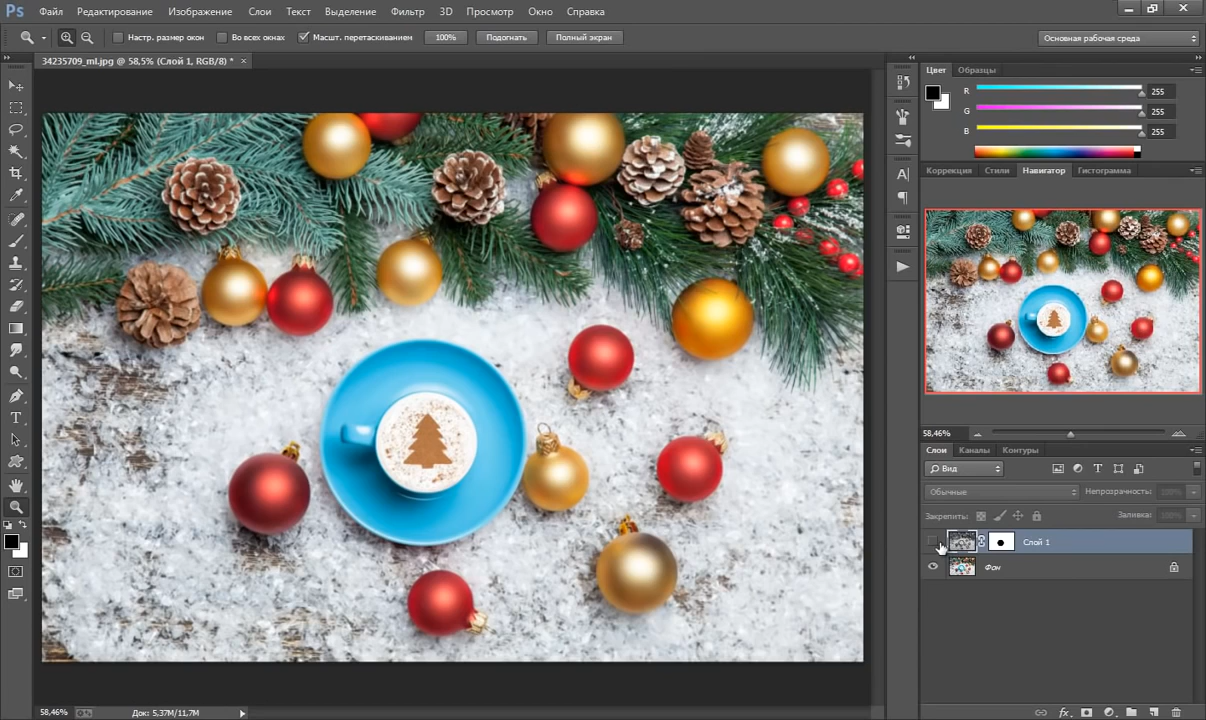 Ps Файл Редактирование Изображение Слои Текст Выделение Фильтр 3D Просмотр Окно Справка
Настр. размер окон Во всех окнах Масшт. перетаскиванием 100% Подогнать Полный экран Основная рабочая среда
34235709_ml.jpg @ 58,5% (Слой 1, RGB/8) * ×
Цвет Образцы
R 255
G 255
B 255
Коррекция Стили Навигатор Гистограмма
58,46%
Слои Каналы Контуры
Вид
Обычные Непрозрачность: 100%
Закрепить: Заливка: 100%
Слой 1
Фон
58,46% Док: 5,37M/11,7M